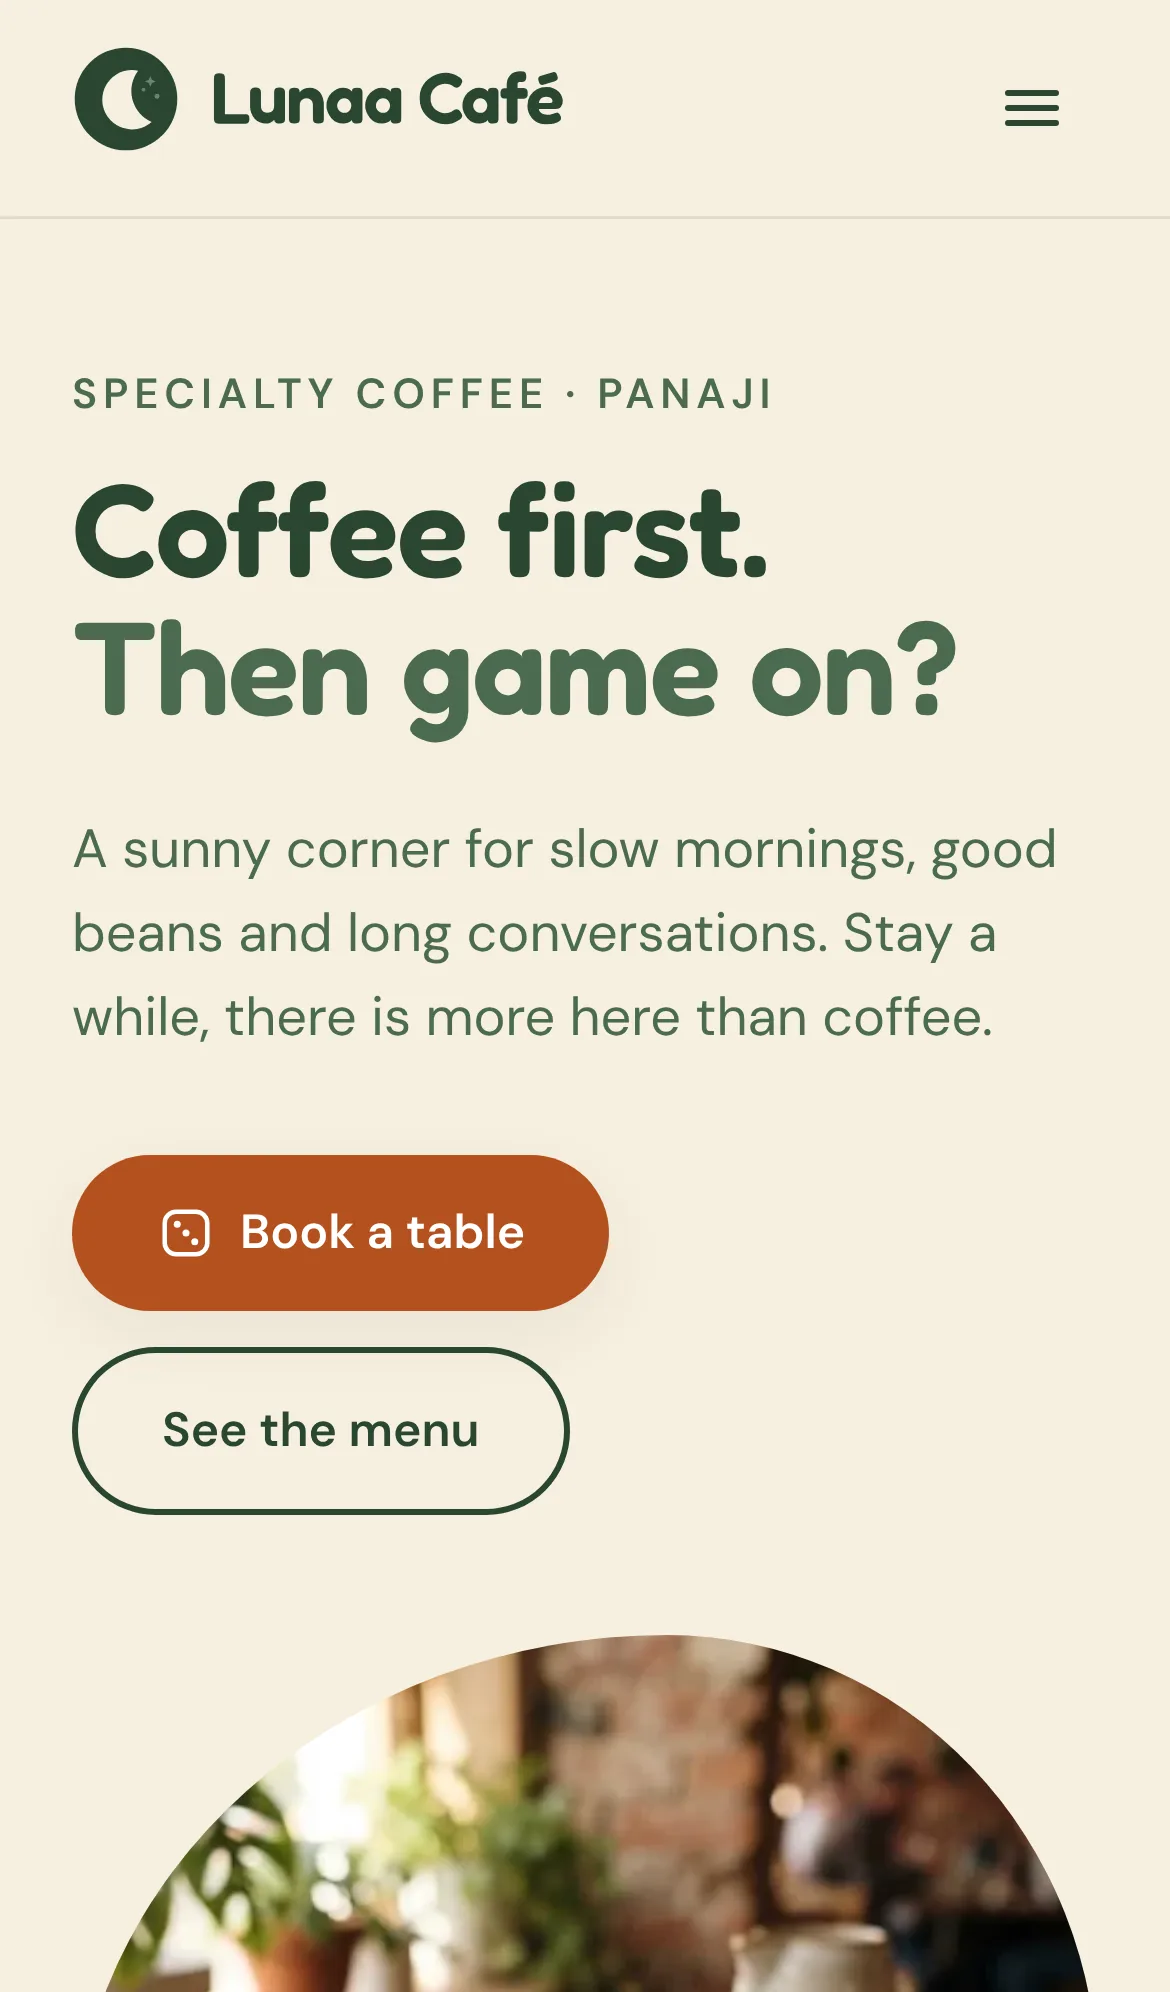 Lunaa Café
SPECIALTY COFFEE · PANAJI
Coffee first.
Then game on?
A sunny corner for slow mornings, good
beans and long conversations. Stay a
while, there is more here than coffee.
Book a table
See the menu